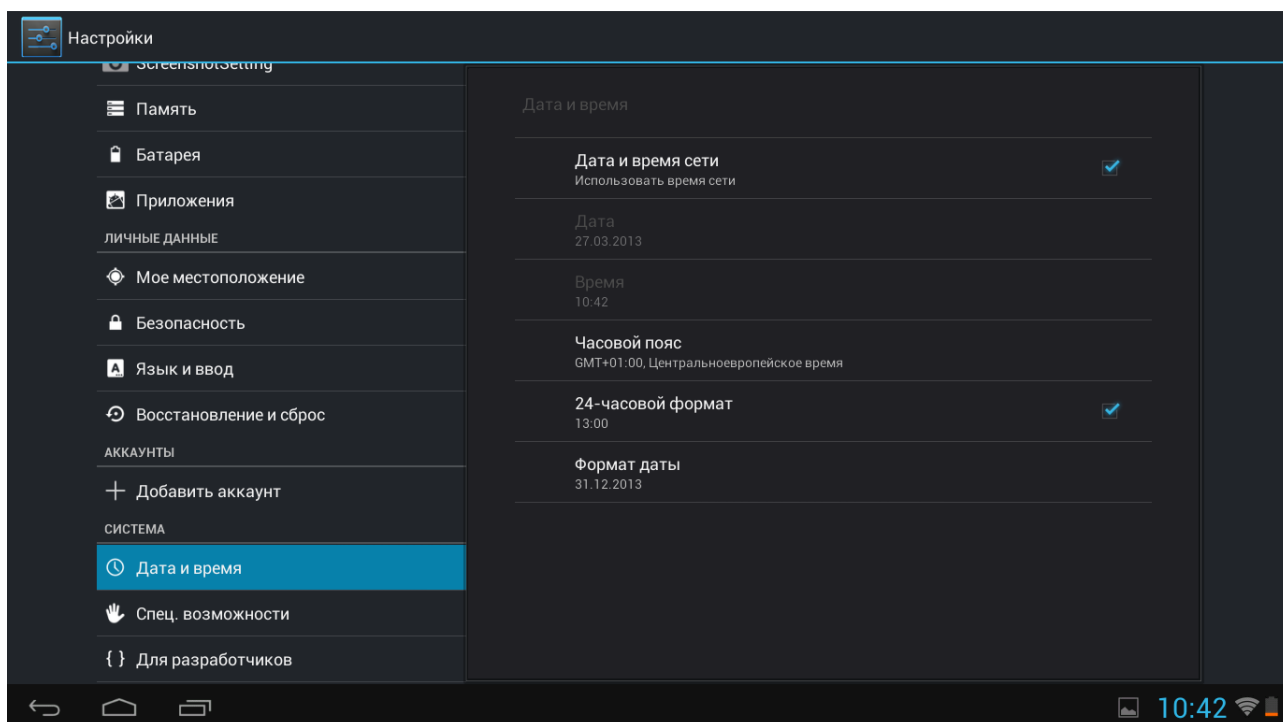 Настройки
ScreenshotSetting
Память
Батарея
Приложения
ЛИЧНЫЕ ДАННЫЕ
Мое местоположение
Безопасность
Язык и ввод
Восстановление и сброс
АККАУНТЫ
Добавить аккаунт
СИСТЕМА
Дата и время
Спец. возможности
{ } Для разработчиков
Дата и время
Дата и время сети
Использовать время сети
Дата
27.03.2013
Время
10:42
Часовой пояс
GMT+01:00, Центральноевропейское время
24-часовой формат
13:00
Формат даты
31.12.2013
10:42